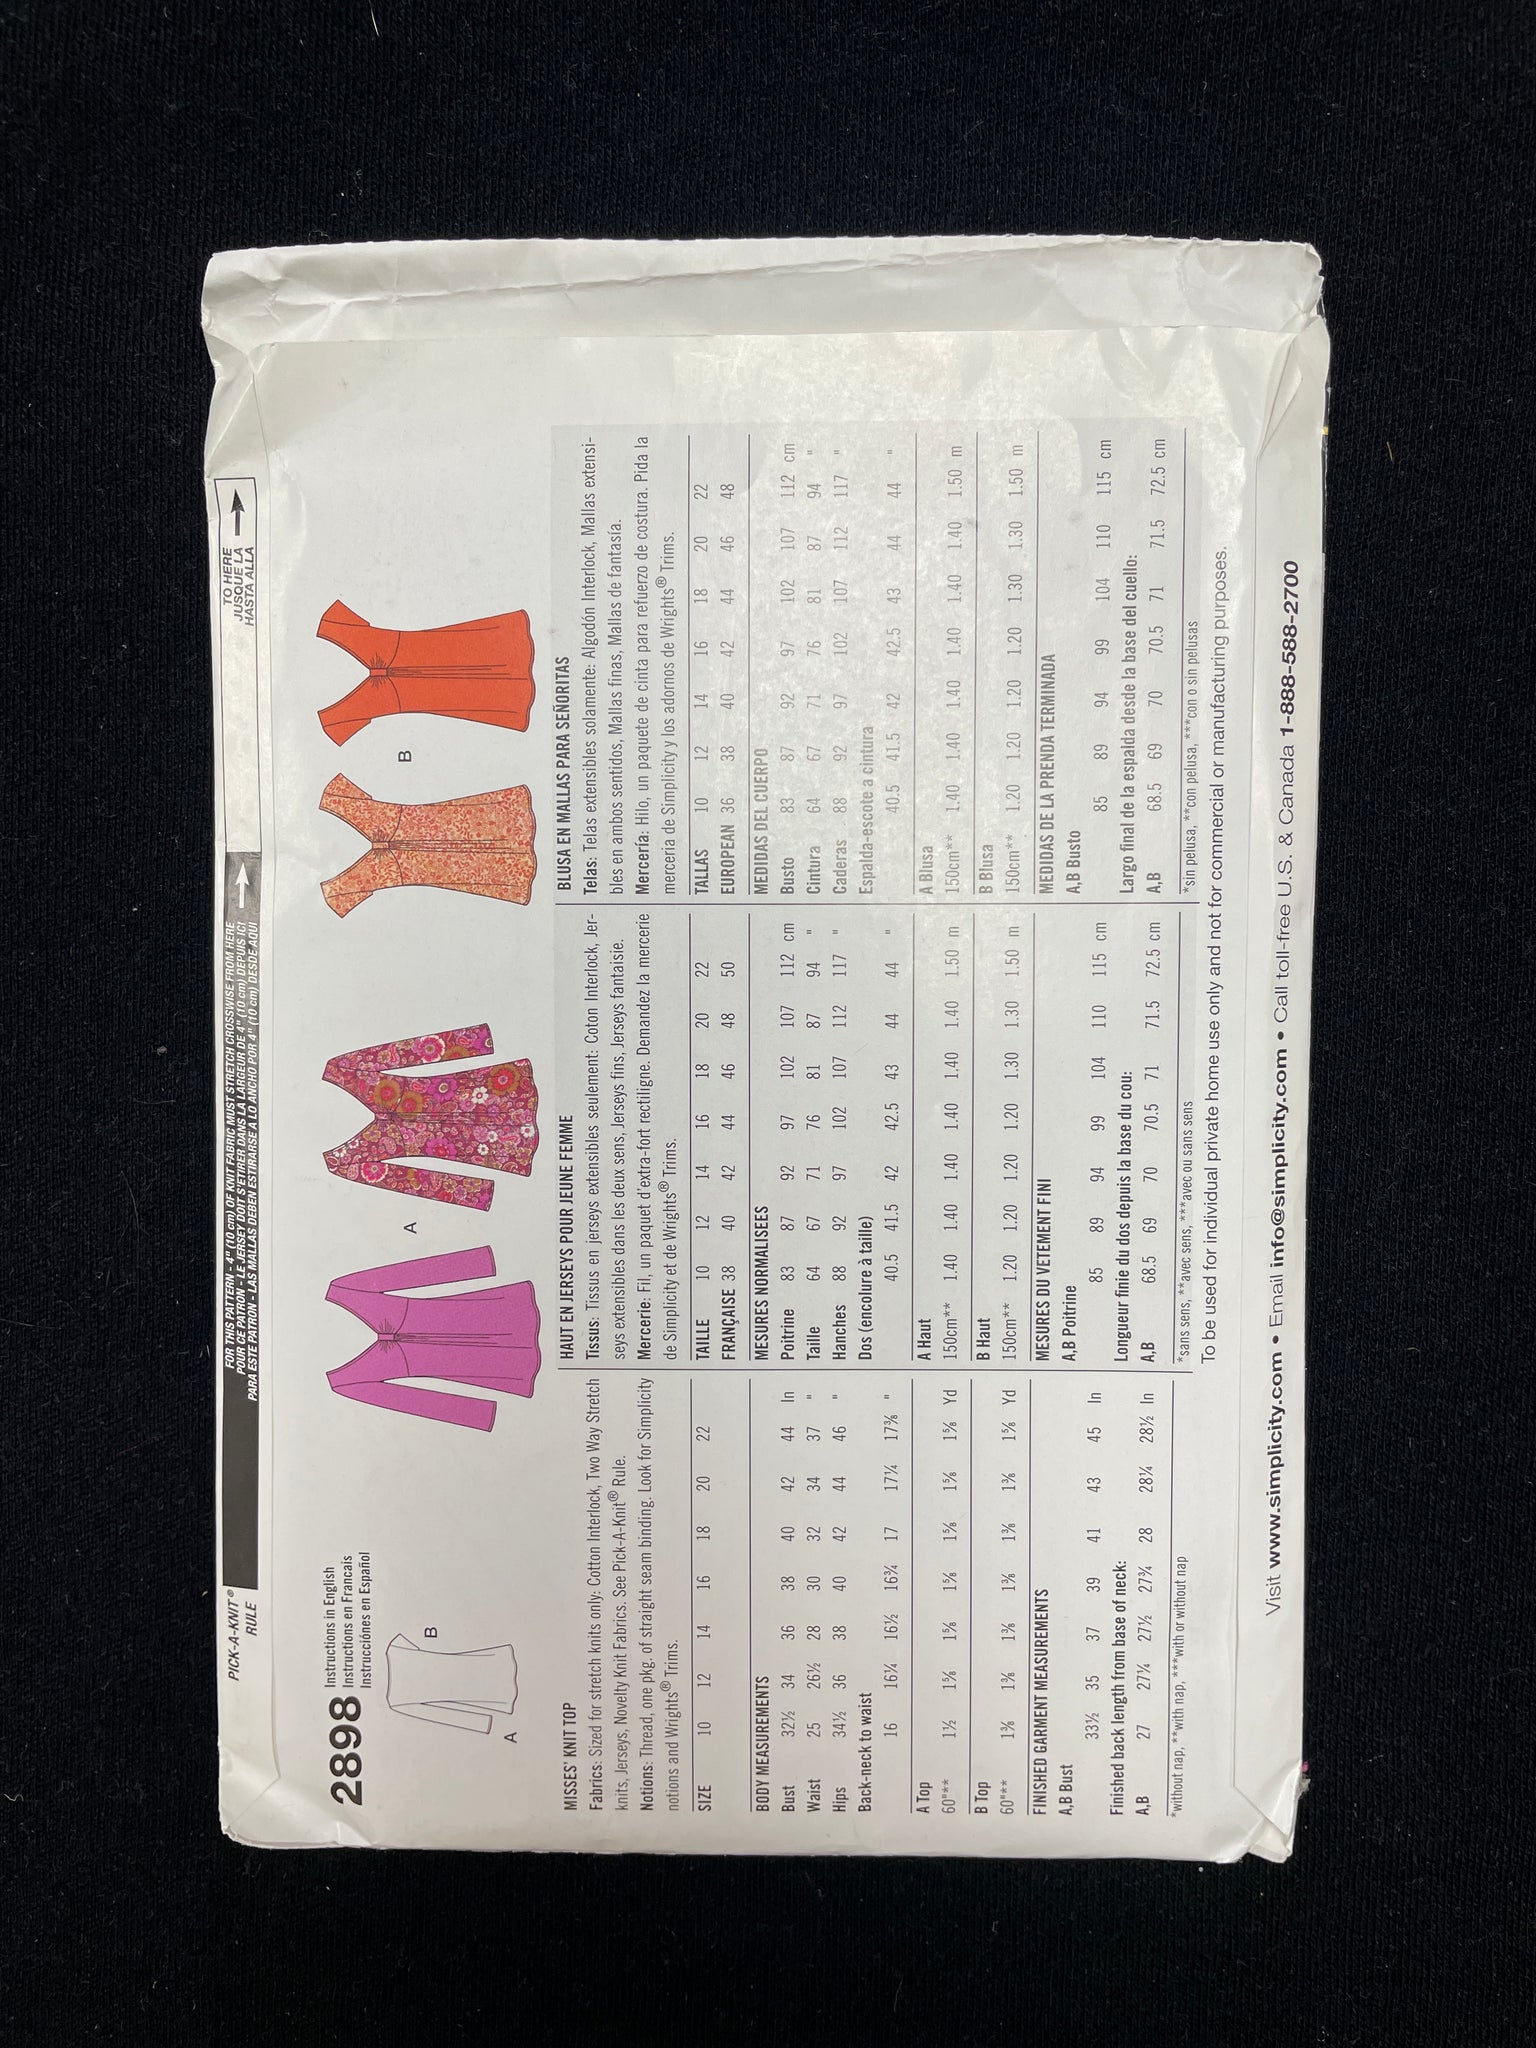 PICK-A-KNIT®
RULE
FOR THIS PATTERN - 4" (10 cm) OF KNIT FABRIC MUST STRETCH CROSSWISE FROM HERE
POUR CE PATRON - LE JERSEY DOIT S'ETIRER DANS LA LARGEUR DE 4" (10 cm) DEPUIS ICI
PARA ESTE PATRON - LAS MALLAS DEBEN ESTIRARSE A LO ANCHO POR 4" (10 cm) DESDE AQUI
TO HERE
JUSQUE LA
HASTA ALLA
2898
Instructions in English
Instructions en Francais
Instrucciónes en Español
B
A
A
B
MISSES' KNIT TOP
Fabrics: Sized for stretch knits only: Cotton Interlock, Two Way Stretch
knits, Jerseys, Novelty Knit Fabrics. See Pick-A-Knit® Rule.
Notions: Thread, one pkg. of straight seam binding. Look for Simplicity
notions and Wrights® Trims.
SIZE 10 12 14 16 18 20 22
BODY MEASUREMENTS
Bust 32½ 34 36 38 40 42 44 In
Waist 25 26½ 28 30 32 34 37 "
Hips 34½ 36 38 40 42 44 46 "
Back-neck to waist
16 16¼ 16½ 16¾ 17 17¼ 17⅜ "
A Top
60"** 1½ 1⅝ 1⅝ 1⅝ 1⅝ 1⅝ 1⅝ Yd
B Top
60"** 1⅜ 1⅜ 1⅜ 1⅜ 1⅜ 1⅜ 1⅝ Yd
FINISHED GARMENT MEASUREMENTS
A,B Bust
33½ 35 37 39 41 43 45 In
Finished back length from base of neck:
A,B 27 27¼ 27½ 27¾ 28 28¼ 28½ In
*without nap, **with nap, ***with or without nap
HAUT EN JERSEYS POUR JEUNE FEMME
Tissus: Tissus en jerseys extensibles seulement: Coton Interlock, Jer-
seys extensibles dans les deux sens, Jerseys fins, Jerseys fantaisie.
Mercerie: Fil, un paquet d'extra-fort rectiligne. Demandez la mercerie
de Simplicity et de Wrights® Trims.
TAILLE 10 12 14 16 18 20 22
FRANÇAISE 38 40 42 44 46 48 50
MESURES NORMALISEES
Poitrine 83 87 92 97 102 107 112 cm
Taille 64 67 71 76 81 87 94 "
Hanches 88 92 97 102 107 112 117 "
Dos (encolure à taille)
40.5 41.5 42 42.5 43 44 44 "
A Haut
150cm** 1.40 1.40 1.40 1.40 1.40 1.40 1.50 m
B Haut
150cm** 1.20 1.20 1.20 1.20 1.30 1.30 1.50 m
MESURES DU VETEMENT FINI
A,B Poitrine
85 89 94 99 104 110 115 cm
Longueur finie du dos depuis la base du cou:
A,B 68.5 69 70 70.5 71 71.5 72.5 cm
*sans sens, **avec sens, ***avec ou sans sens
BLUSA EN MALLAS PARA SEÑORITAS
Telas: Telas extensibles solamente: Algodón Interlock, Mallas extensi-
bles en ambos sentidos, Mallas finas, Mallas de fantasía.
Mercería: Hilo, un paquete de cinta para refuerzo de costura. Pida la
mercería de Simplicity y los adornos de Wrights® Trims.
TALLAS 10 12 14 16 18 20 22
EUROPEAN 36 38 40 42 44 46 48
MEDIDAS DEL CUERPO
Busto 83 87 92 97 102 107 112 cm
Cintura 64 67 71 76 81 87 94 "
Caderas 88 92 97 102 107 112 117 "
Espalda-escote a cintura
40.5 41.5 42 42.5 43 44 44 "
A Blusa
150cm** 1.40 1.40 1.40 1.40 1.40 1.40 1.50 m
B Blusa
150cm** 1.20 1.20 1.20 1.20 1.30 1.30 1.50 m
MEDIDAS DE LA PRENDA TERMINADA
A,B Busto
85 89 94 99 104 110 115 cm
Largo final de la espalda desde la base del cuello:
A,B 68.5 69 70 70.5 71 71.5 72.5 cm
*sin pelusa, **con pelusa, ***con o sin pelusas
To be used for individual private home use only and not for commercial or manufacturing purposes.
Visit www.simplicity.com • Email info@simplicity.com • Call toll-free U.S. & Canada 1-888-588-2700